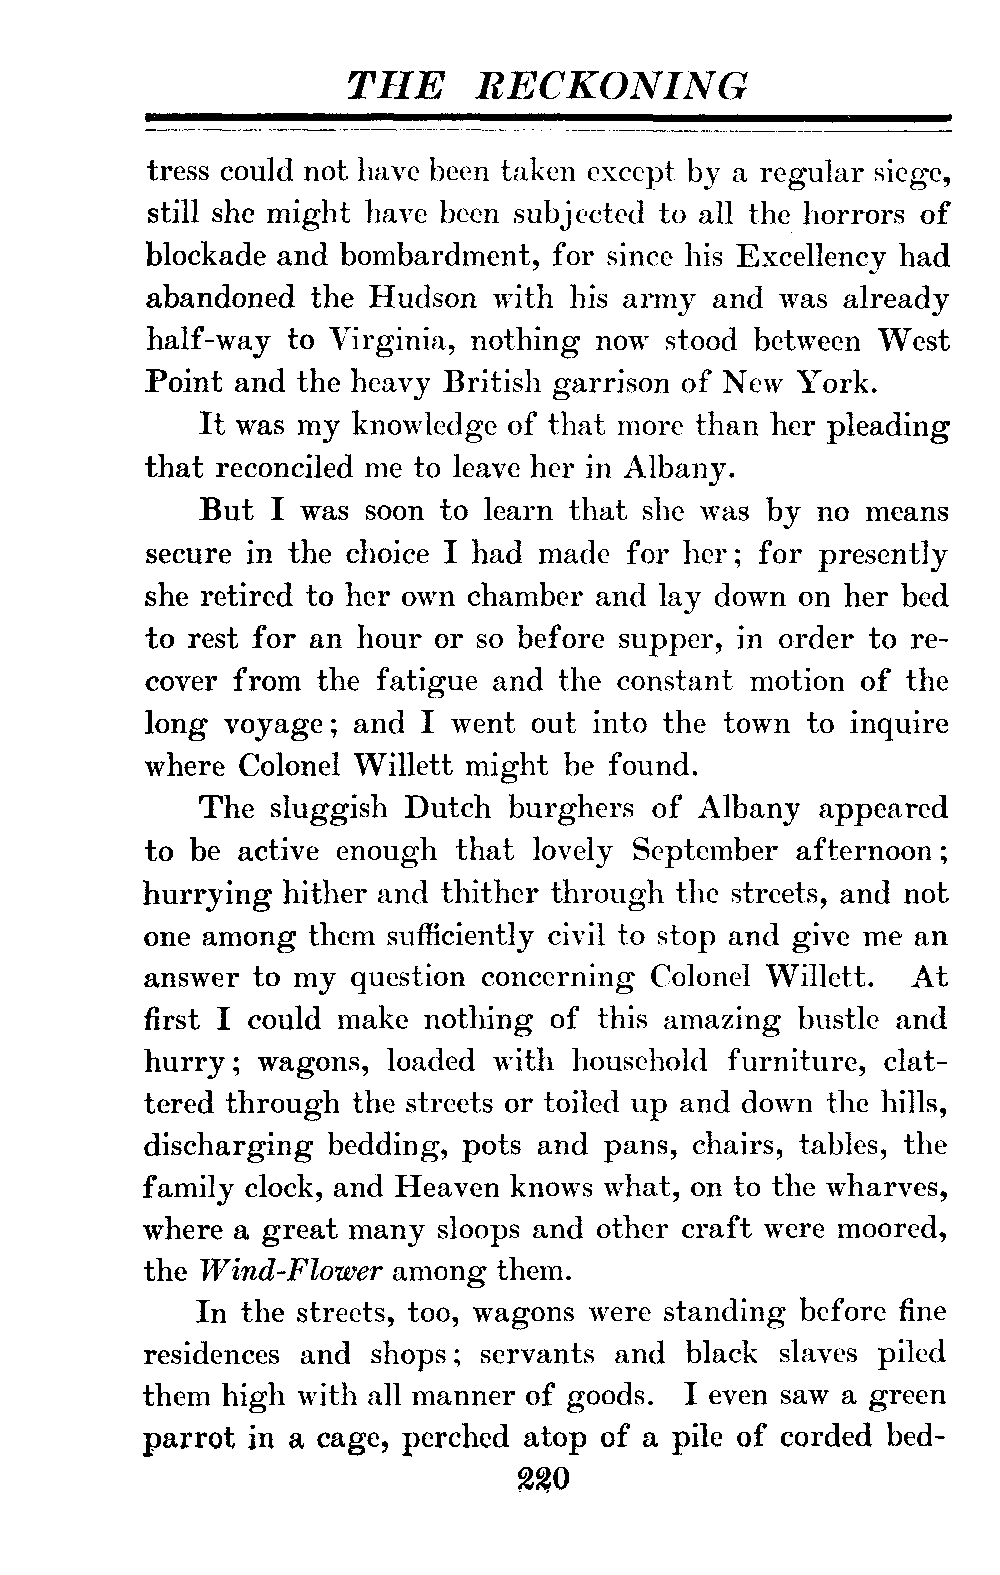 THE RECKONING
tress could not have been taken except by a regular siege,
still she might have been subjected to all the horrors of
blockade and bombardment, for since his Excellency had
abandoned the Hudson with his army and was already
half-way to Virginia, nothing now stood between West
Point and the heavy British garrison of New York.
It was my knowledge of that more than her pleading
that reconciled me to leave her in Albany.
But I was soon to learn that she was by no means
secure in the choice I had made for her; for presently
she retired to her own chamber and lay down on her bed
to rest for an hour or so before supper, in order to re-
cover from the fatigue and the constant motion of the
long voyage; and I went out into the town to inquire
where Colonel Willett might be found.
The sluggish Dutch burghers of Albany appeared
to be active enough that lovely September afternoon;
hurrying hither and thither through the streets, and not
one among them sufficiently civil to stop and give me an
answer to my question concerning Colonel Willett. At
first I could make nothing of this amazing bustle and
hurry; wagons, loaded with household furniture, clat-
tered through the streets or toiled up and down the hills,
discharging bedding, pots and pans, chairs, tables, the
family clock, and Heaven knows what, on to the wharves,
where a great many sloops and other craft were moored,
the Wind-Flower among them.
In the streets, too, wagons were standing before fine
residences and shops; servants and black slaves piled
them high with all manner of goods. I even saw a green
parrot in a cage, perched atop of a pile of corded bed-
220